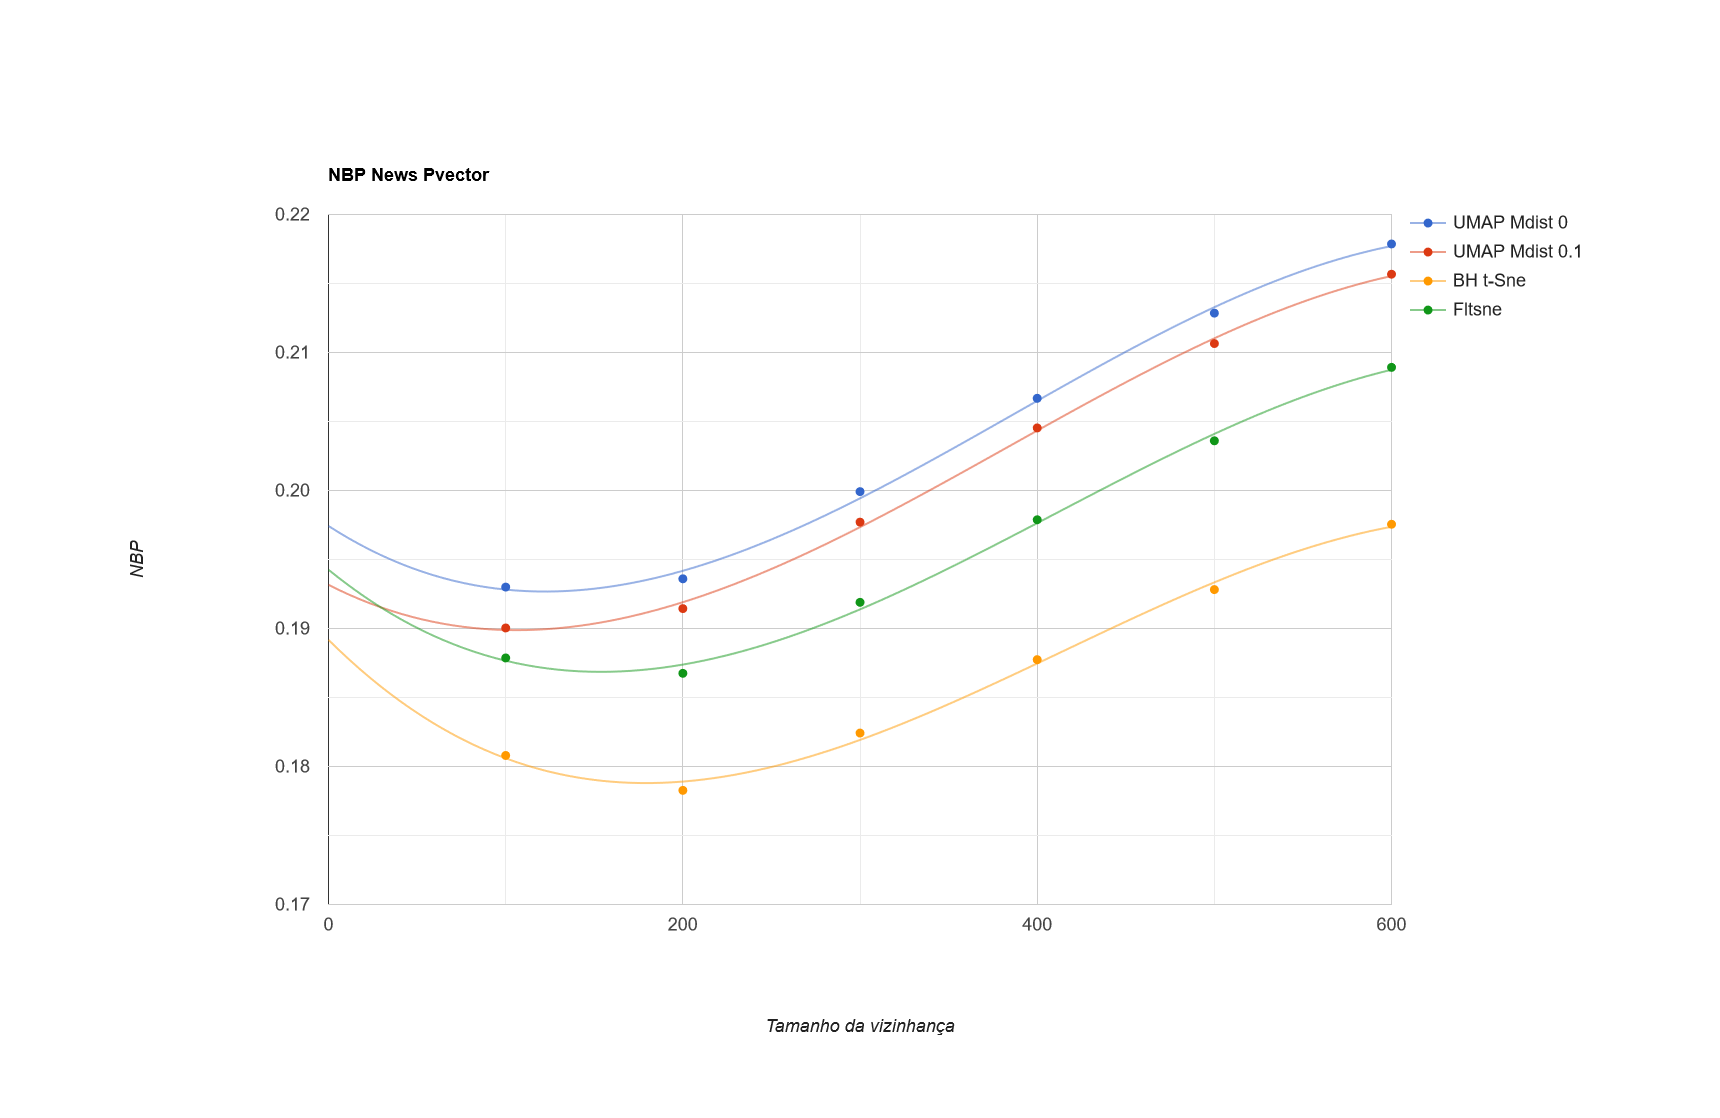 NBP News Pvector
0.22
0.21
0.20
0.19
0.18
0.17
0
200
400
600
NBP
Tamanho da vizinhança
UMAP Mdist 0
UMAP Mdist 0.1
BH t-Sne
FItsne